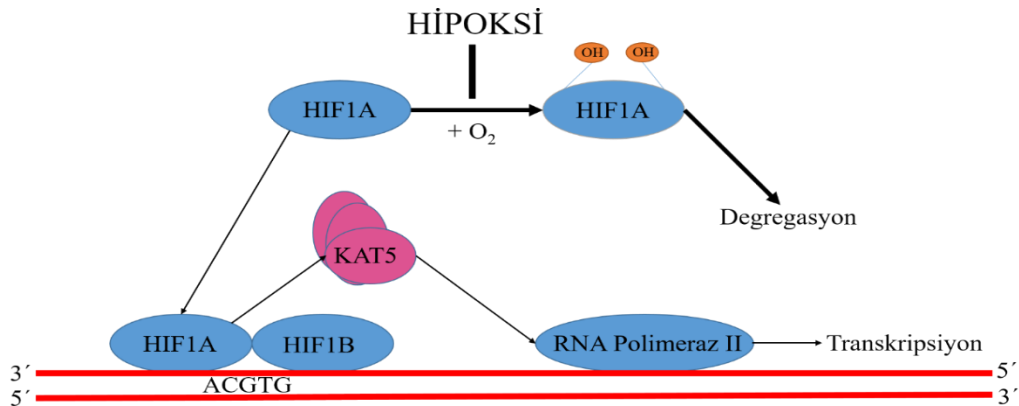 HİPOKSİ
OH OH
HIF1A HIF1A
+ O₂
Degregasyon
KAT5
HIF1A HIF1B RNA Polimeraz II Transkripsiyon
3´ 5´
ACGTG
5´ 3´